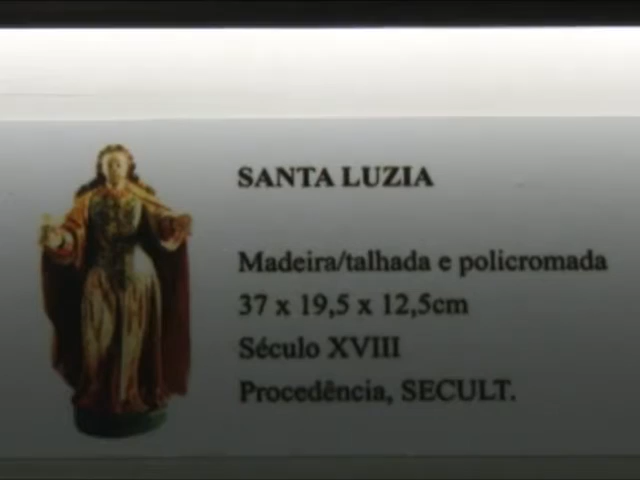 SANTA LUZIA
Madeira/talhada e policromada
37 x 19,5 x 12,5cm
Século XVIII
Procedência, SECULT.